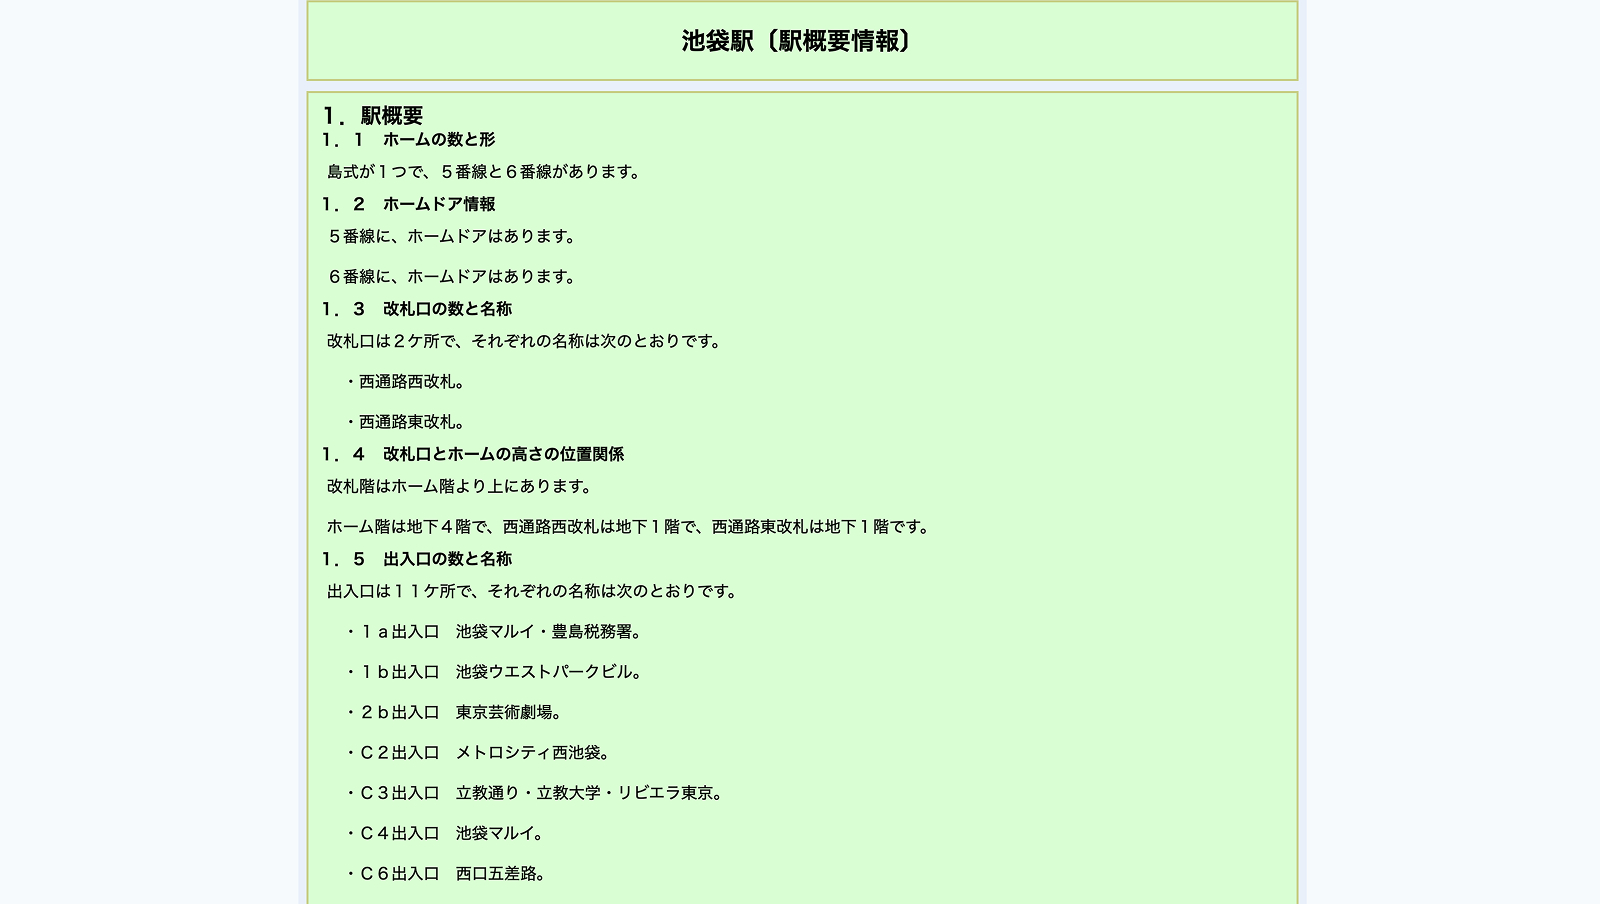 池袋駅〔駅概要情報〕
１．駅概要
１．１　ホームの数と形
島式が１つで、５番線と６番線があります。
１．２　ホームドア情報
５番線に、ホームドアはあります。
６番線に、ホームドアはあります。
１．３　改札口の数と名称
改札口は２ケ所で、それぞれの名称は次のとおりです。
・西通路西改札。
・西通路東改札。
１．４　改札口とホームの高さの位置関係
改札階はホーム階より上にあります。
ホーム階は地下４階で、西通路西改札は地下１階で、西通路東改札は地下１階です。
１．５　出入口の数と名称
出入口は１１ケ所で、それぞれの名称は次のとおりです。
・１ａ出入口　池袋マルイ・豊島税務署。
・１ｂ出入口　池袋ウエストパークビル。
・２ｂ出入口　東京芸術劇場。
・Ｃ２出入口　メトロシティ西池袋。
・Ｃ３出入口　立教通り・立教大学・リビエラ東京。
・Ｃ４出入口　池袋マルイ。
・Ｃ６出入口　西口五差路。